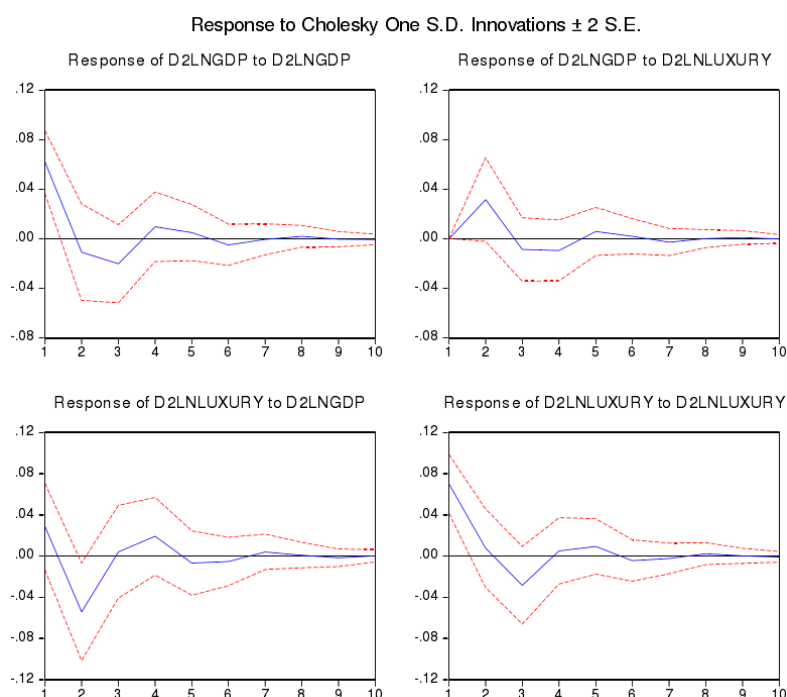 Response to Cholesky One S.D. Innovations ± 2 S.E.
Response of D2LNGDP to D2LNGDP
.12
.08
.04
.00
-.04
-.08
1 2 3 4 5 6 7 8 9 10
Response of D2LNGDP to D2LNLUXURY
.12
.08
.04
.00
-.04
-.08
1 2 3 4 5 6 7 8 9 10
Response of D2LNLUXURY to D2LNGDP
.12
.08
.04
.00
-.04
-.08
-.12
1 2 3 4 5 6 7 8 9 10
Response of D2LNLUXURY to D2LNLUXURY
.12
.08
.04
.00
-.04
-.08
-.12
1 2 3 4 5 6 7 8 9 10